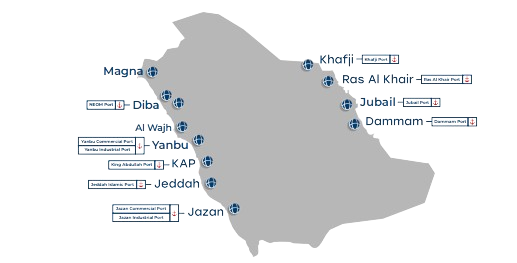 Khafji
Khafji Port
Magna
Ras Al Khair
Ras Al Khair Port
NEOM Port
Diba
Jubail
Jubail Port
Al Wajh
Dammam
Dammam Port
Yanbu Commercial Port
Yanbu Industrial Port
Yanbu
King Abdullah Port
KAP
Jeddah Islamic Port
Jeddah
Jazan Commercial Port
Jazan Industrial Port
Jazan